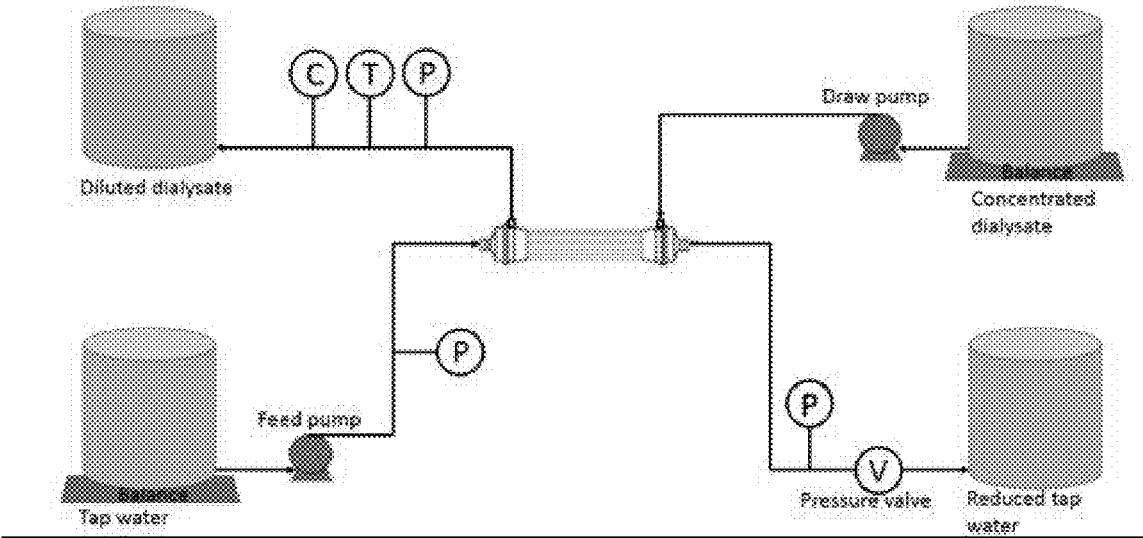 C T P
Draw pump
Diluted dialysate
Balance
Concentrated
dialysate
P
Feed pump
P
V
Balance
Pressure valve
Reduced tap
water
Tap water